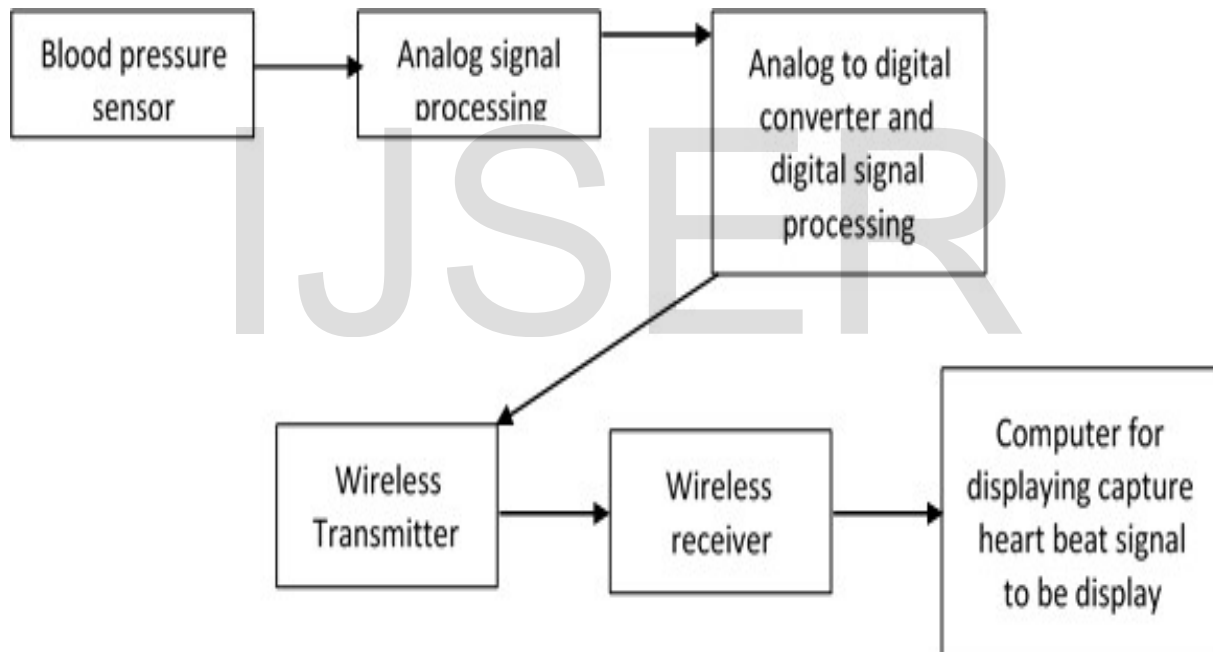 Blood pressure
sensor
Analog signal
processing
Analog to digital
converter and
digital signal
processing
IJSER
Wireless
Transmitter
Wireless
receiver
Computer for
displaying capture
heart beat signal
to be display